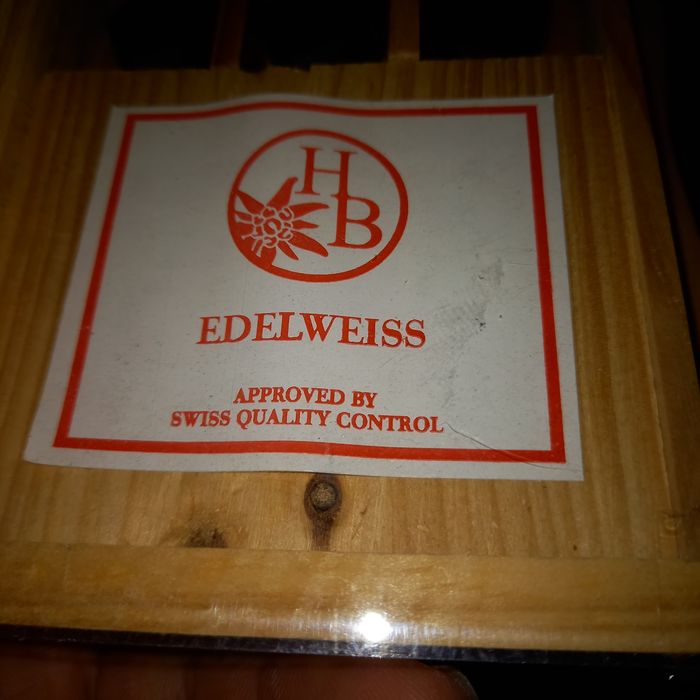 HB
EDELWEISS
APPROVED BY
SWISS QUALITY CONTROL